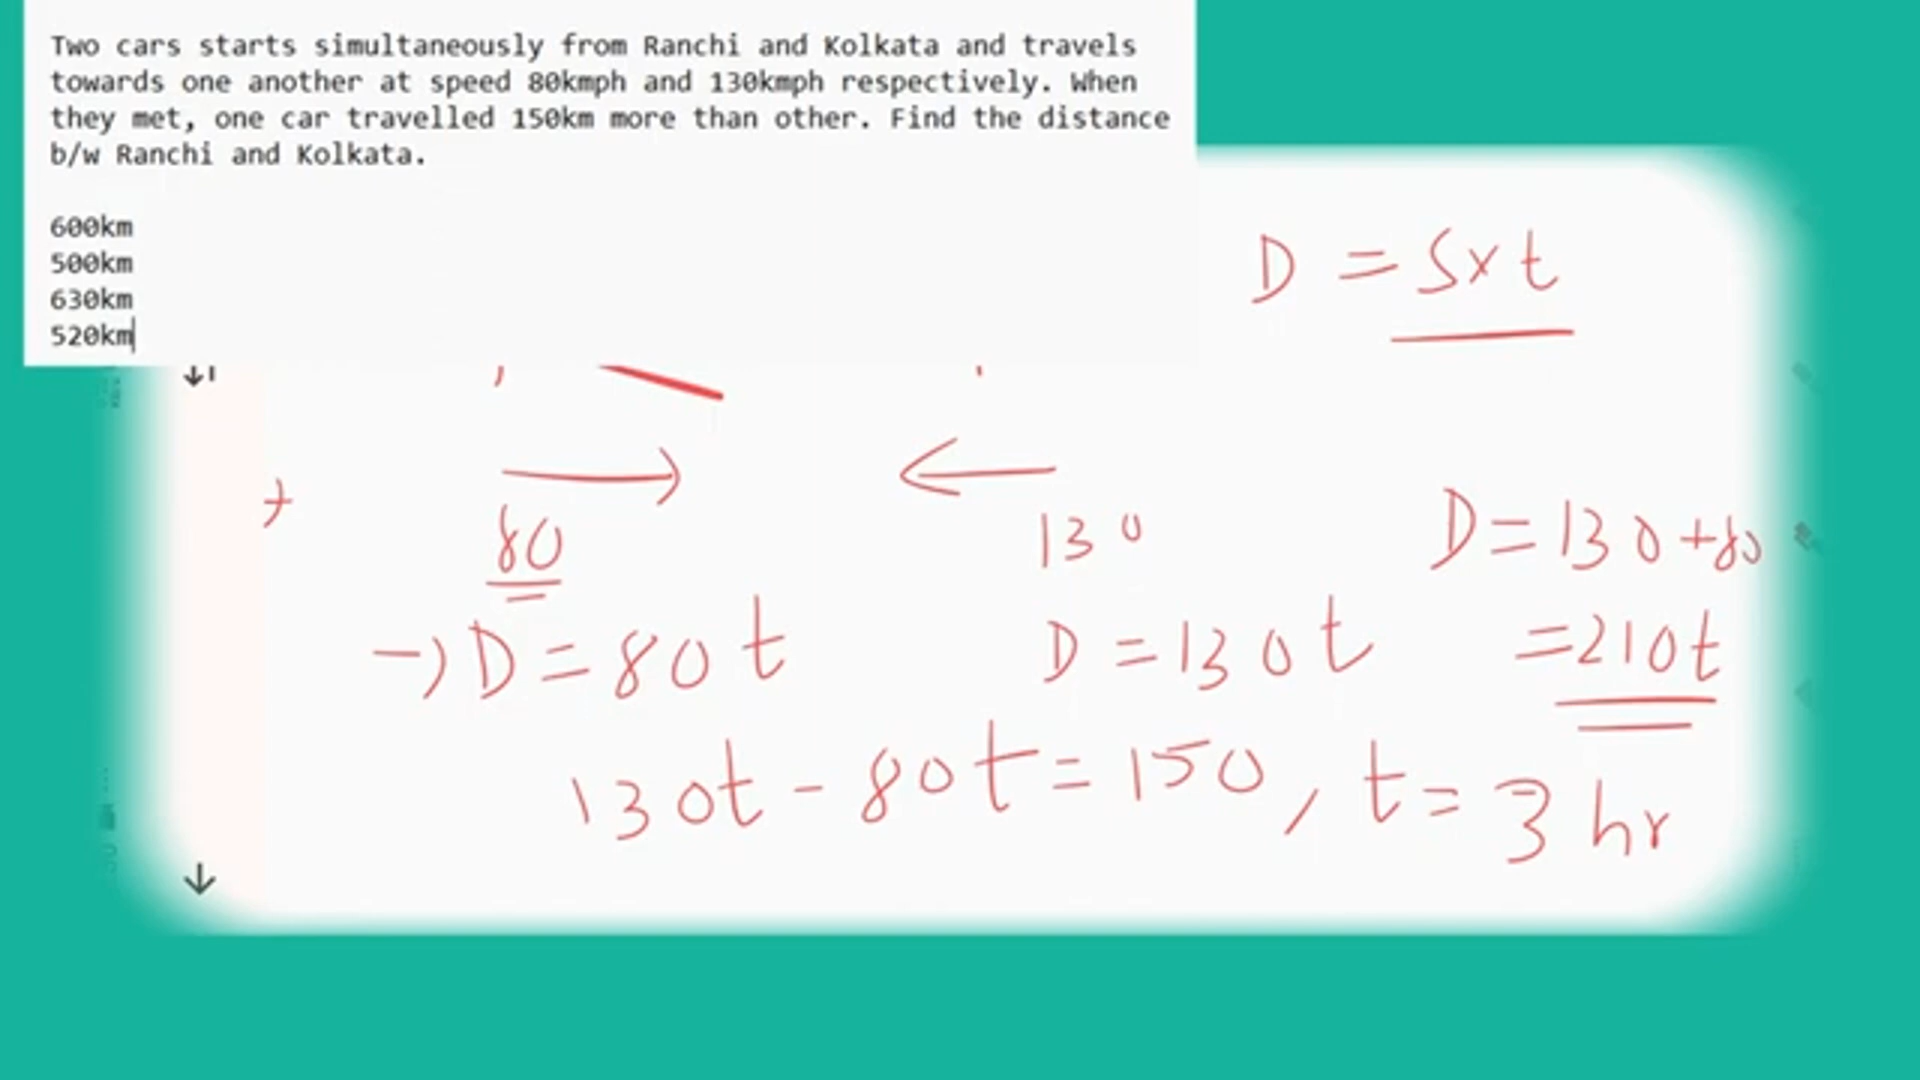 Two cars starts simultaneously from Ranchi and Kolkata and travels
towards one another at speed 80kmph and 130kmph respectively. When
they met, one car travelled 150km more than other. Find the distance
b/w Ranchi and Kolkata.
600km
500km
630km
520km
D = S x t
80
130
D = 130 + 80
D = 80t
D = 130t
= 210t
130t - 80t = 150, t = 3 hr